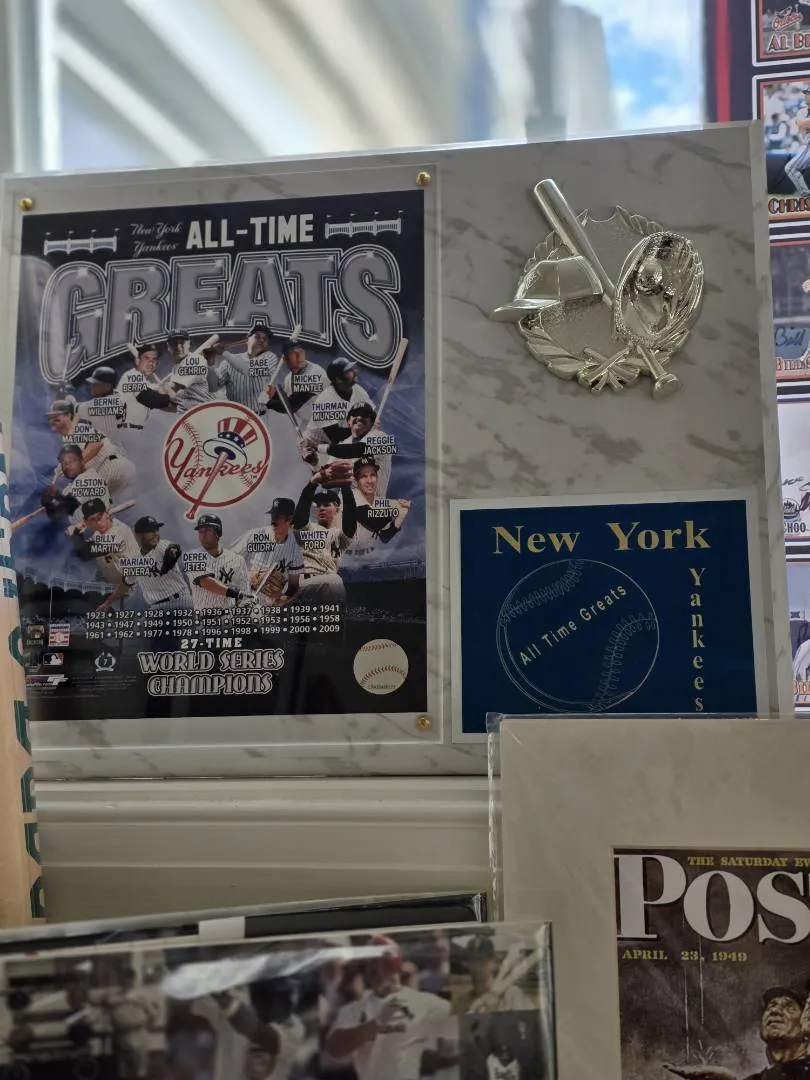 New York
Yankees
ALL-TIME
GREATS
YOGI
BERRA
LOU
GEHRIG
BABE
RUTH
MICKEY
MANTLE
BERNIE
WILLIAMS
THURMAN
MUNSON
DON
MATTINGLY
REGGIE
JACKSON
Yankees
ELSTON
HOWARD
PHIL
RIZZUTO
BILLY
MARTIN
MARIANO
RIVERA
DEREK
JETER
RON
GUIDRY
WHITEY
FORD
1923 • 1927 • 1928 • 1932 • 1936 • 1937 • 1938 • 1939 • 1941
1943 • 1947 • 1949 • 1950 • 1951 • 1952 • 1953 • 1956 • 1958
1961 • 1962 • 1977 • 1978 • 1996 • 1998 • 1999 • 2000 • 2009
27-TIME
WORLD SERIES
CHAMPIONS
New York
Yankees
All Time Greats
THE SATURDAY EV
POS
APRIL 23, 1949
AL B
CHRIS